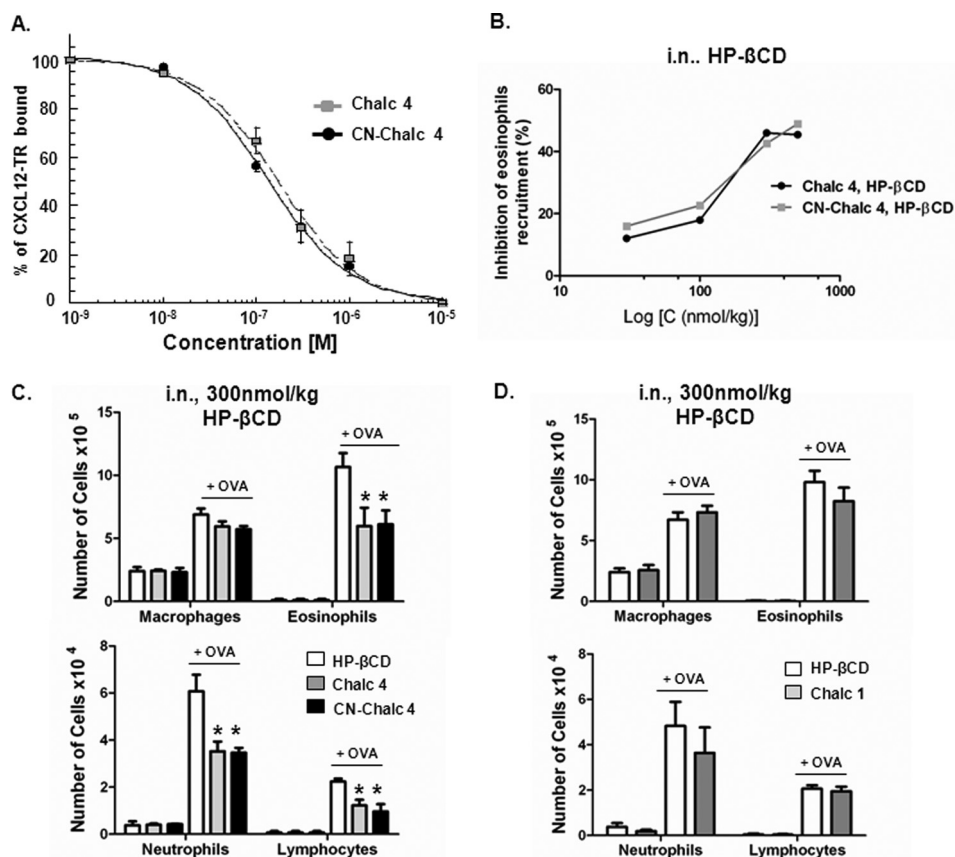 A.
% of CXCL12-TR bound
100
80
60
40
20
0
Chalc 4
CN-Chalc 4
10-9 10-8 10-7 10-6 10-5
Concentration [M]
B.
i.n.. HP-βCD
Inhibition of eosinophils
recruitment (%)
60
40
20
0
Chalc 4, HP-βCD
CN-Chalc 4, HP-βCD
10 100 1000
Log [C (nmol/kg)]
C.
i.n., 300nmol/kg
HP-βCD
Number of Cells x10 5
15
10
5
0
+ OVA
+ OVA
* *
Macrophages Eosinophils
Number of Cells x10 4
8
6
4
2
0
+ OVA
* *
+ OVA
* *
HP-βCD
Chalc 4
CN-Chalc 4
Neutrophils Lymphocytes
D.
i.n., 300nmol/kg
HP-βCD
Number of Cells x10 5
15
10
5
0
+ OVA
+ OVA
Macrophages Eosinophils
Number of Cells x10 4
8
6
4
2
0
+ OVA
+ OVA
HP-βCD
Chalc 1
Neutrophils Lymphocytes